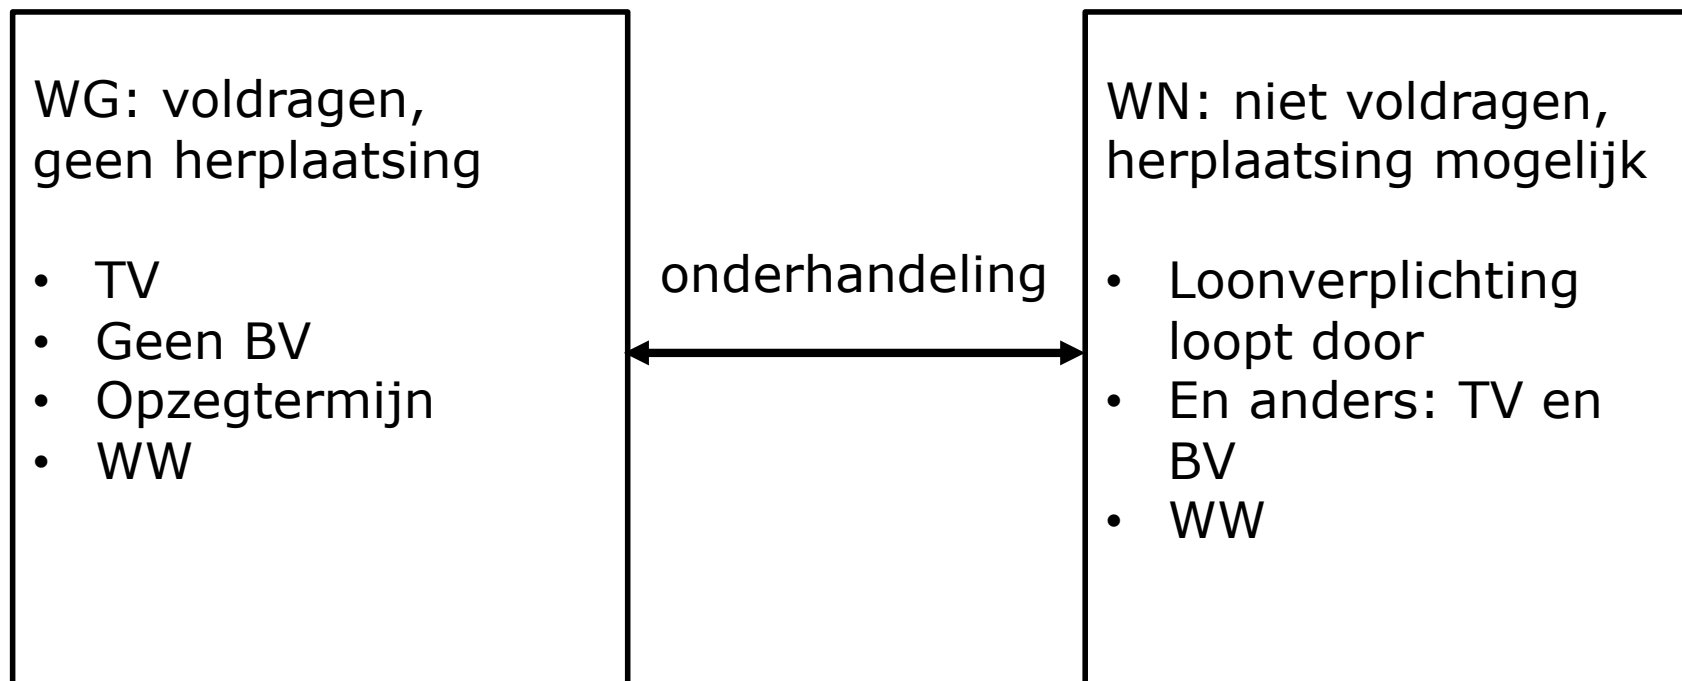 WG: voldragen,
geen herplaatsing
• TV
• Geen BV
• Opzegtermijn
• WW
onderhandeling
WN: niet voldragen,
herplaatsing mogelijk
• Loonverplichting
loopt door
• En anders: TV en
BV
• WW